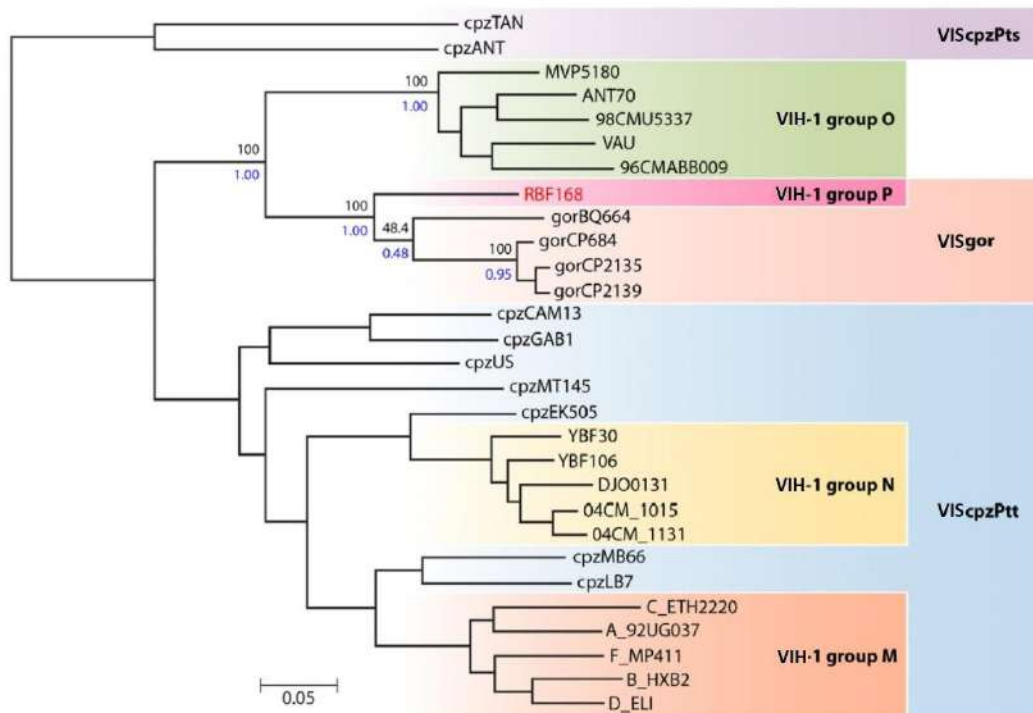 cpzTAN
VIScpzPts
cpzANT
100
1.00
MVP5180
ANT70
98CMU5337
VIH-1 group O
VAU
96CMABB009
100
1.00
RBF168
VIH-1 group P
100
1.00
48.4
0.48
gorBQ664
VISgor
gorCP684
100
0.95
gorCP2135
gorCP2139
cpzCAM13
cpzGAB1
cpzUS
cpzMT145
cpzEK505
YBF30
YBF106
DJO0131
VIH-1 group N
04CM_1015
VIScpzPtt
04CM_1131
cpzMB66
cpzLB7
C_ETH2220
A_92UG037
F_MP411
VIH-1 group M
B_HXB2
D_ELI
0.05